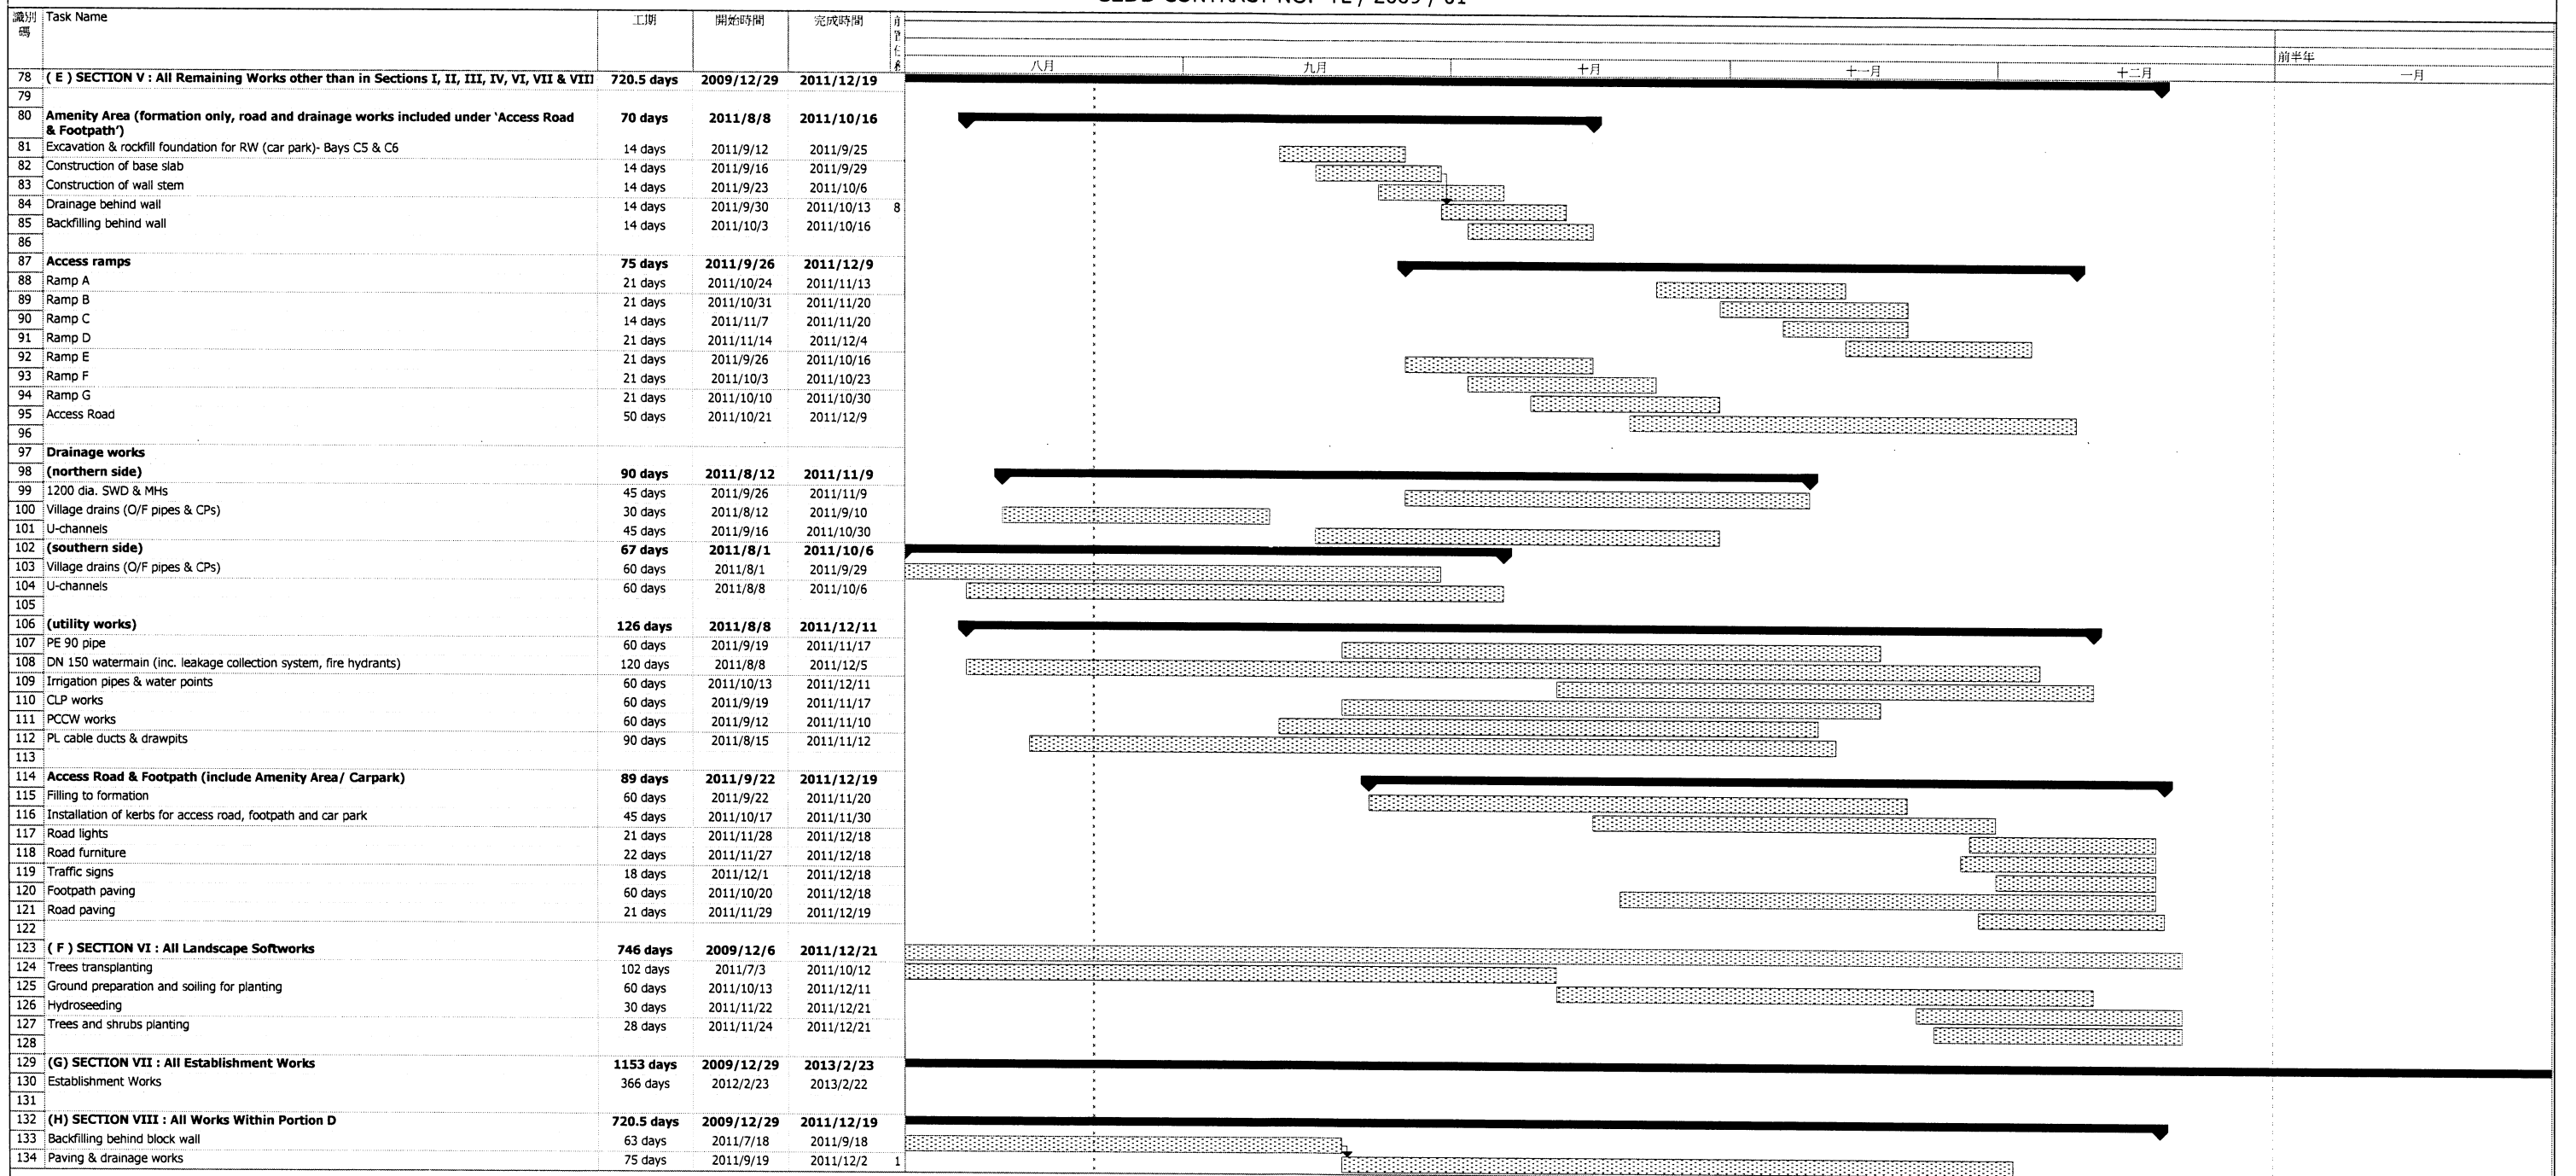 CEDD CONTRACT NO. YL / 2009 / 01
識別碼 Task Name 工期 開始時間 完成時間 前置任務
前半年
八月 九月 十月 十一月 十二月 一月
78 ( E ) SECTION V : All Remaining Works other than in Sections I, II, III, IV, VI, VII & VIII 720.5 days 2009/12/29 2011/12/19
79
80 Amenity Area (formation only, road and drainage works included under ‘Access Road
& Footpath’) 70 days 2011/8/8 2011/10/16
81 Excavation & rockfill foundation for RW (car park)- Bays C5 & C6 14 days 2011/9/12 2011/9/25
82 Construction of base slab 14 days 2011/9/16 2011/9/29
83 Construction of wall stem 14 days 2011/9/23 2011/10/6
84 Drainage behind wall 14 days 2011/9/30 2011/10/13 8
85 Backfilling behind wall 14 days 2011/10/3 2011/10/16
86
87 Access ramps 75 days 2011/9/26 2011/12/9
88 Ramp A 21 days 2011/10/24 2011/11/13
89 Ramp B 21 days 2011/10/31 2011/11/20
90 Ramp C 14 days 2011/11/7 2011/11/20
91 Ramp D 21 days 2011/11/14 2011/12/4
92 Ramp E 21 days 2011/9/26 2011/10/16
93 Ramp F 21 days 2011/10/3 2011/10/23
94 Ramp G 21 days 2011/10/10 2011/10/30
95 Access Road 50 days 2011/10/21 2011/12/9
96
97 Drainage works
98 (northern side) 90 days 2011/8/12 2011/11/9
99 1200 dia. SWD & MHs 45 days 2011/9/26 2011/11/9
100 Village drains (O/F pipes & CPs) 30 days 2011/8/12 2011/9/10
101 U-channels 45 days 2011/9/16 2011/10/30
102 (southern side) 67 days 2011/8/1 2011/10/6
103 Village drains (O/F pipes & CPs) 60 days 2011/8/1 2011/9/29
104 U-channels 60 days 2011/8/8 2011/10/6
105
106 (utility works) 126 days 2011/8/8 2011/12/11
107 PE 90 pipe 60 days 2011/9/19 2011/11/17
108 DN 150 watermain (inc. leakage collection system, fire hydrants) 120 days 2011/8/8 2011/12/5
109 Irrigation pipes & water points 60 days 2011/10/13 2011/12/11
110 CLP works 60 days 2011/9/19 2011/11/17
111 PCCW works 60 days 2011/9/12 2011/11/10
112 PL cable ducts & drawpits 90 days 2011/8/15 2011/11/12
113
114 Access Road & Footpath (include Amenity Area/ Carpark) 89 days 2011/9/22 2011/12/19
115 Filling to formation 60 days 2011/9/22 2011/11/20
116 Installation of kerbs for access road, footpath and car park 45 days 2011/10/17 2011/11/30
117 Road lights 21 days 2011/11/28 2011/12/18
118 Road furniture 22 days 2011/11/27 2011/12/18
119 Traffic signs 18 days 2011/12/1 2011/12/18
120 Footpath paving 60 days 2011/10/20 2011/12/18
121 Road paving 21 days 2011/11/29 2011/12/19
122
123 ( F ) SECTION VI : All Landscape Softworks 746 days 2009/12/6 2011/12/21
124 Trees transplanting 102 days 2011/7/3 2011/10/12
125 Ground preparation and soiling for planting 60 days 2011/10/13 2011/12/11
126 Hydroseeding 30 days 2011/11/22 2011/12/21
127 Trees and shrubs planting 28 days 2011/11/24 2011/12/21
128
129 (G) SECTION VII : All Establishment Works 1153 days 2009/12/29 2013/2/23
130 Establishment Works 366 days 2012/2/23 2013/2/22
131
132 (H) SECTION VIII : All Works Within Portion D 720.5 days 2009/12/29 2011/12/19
133 Backfilling behind block wall 63 days 2011/7/18 2011/9/18
134 Paving & drainage works 75 days 2011/9/19 2011/12/2 1